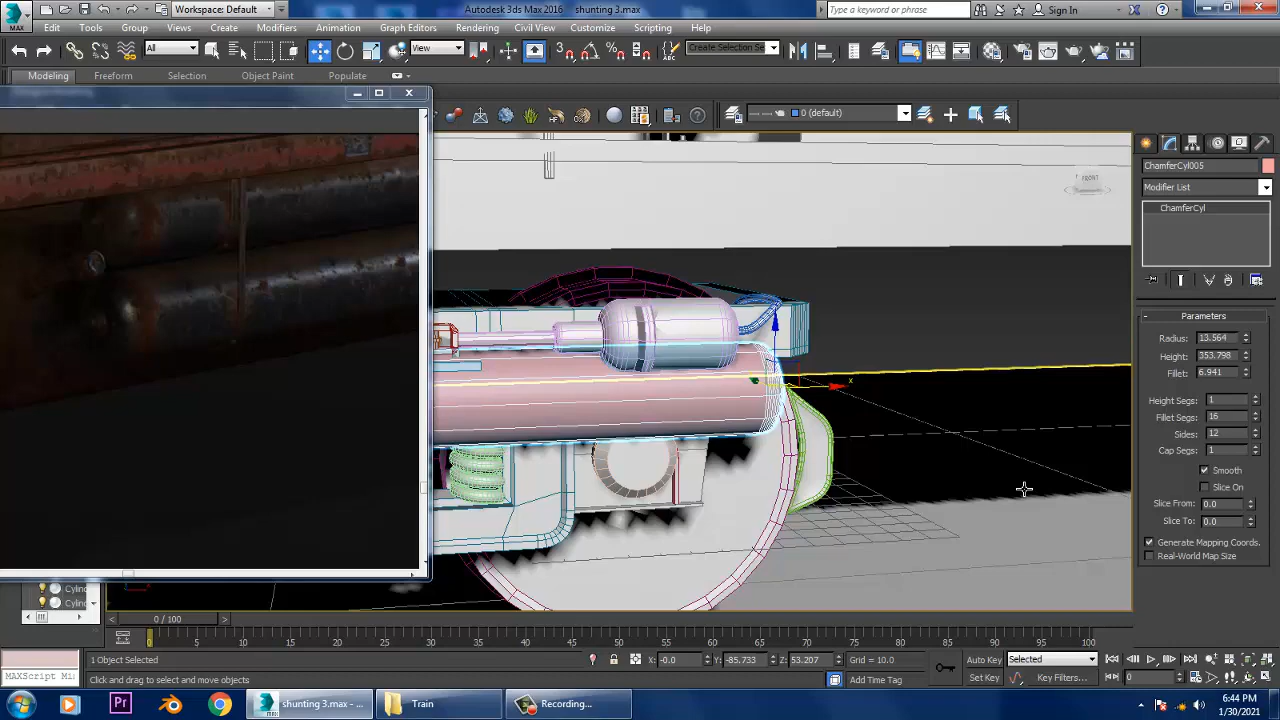 Workspace: Default
Autodesk 3ds Max 2016
shunting 3.max
Type a keyword or phrase
Sign In
MAX
Edit
Tools
Group
Views
Create
Modifiers
Animation
Graph Editors
Rendering
Civil View
Customize
Scripting
Help
All
View
Create Selection Se
Modeling
Freeform
Selection
Object Paint
Populate
0 (default)
ChamferCyl005
Modifier List
ChamferCyl
Parameters
Radius: 13.564
Height: 353.798
Fillet: 6.941
Height Segs: 1
Fillet Segs: 16
Sides: 12
Cap Segs: 1
Smooth
Slice On
Slice From: 0.0
Slice To: 0.0
Generate Mapping Coords.
Real-World Map Size
Cylin
Cylin
0 / 100
0 5 10 15 20 25 30 35 40 45 50 55 60 65 70 75 80 85 90 95 100
1 Object Selected
X: -0.0
Y: -85.733
Z: 53.207
Grid = 10.0
Auto Key
Selected
MAXScript Mi
Click and drag to select and move objects
Add Time Tag
Set Key
Key Filters...
0
shunting 3.max - ...
Train
Recording...
6:44 PM
1/30/2021